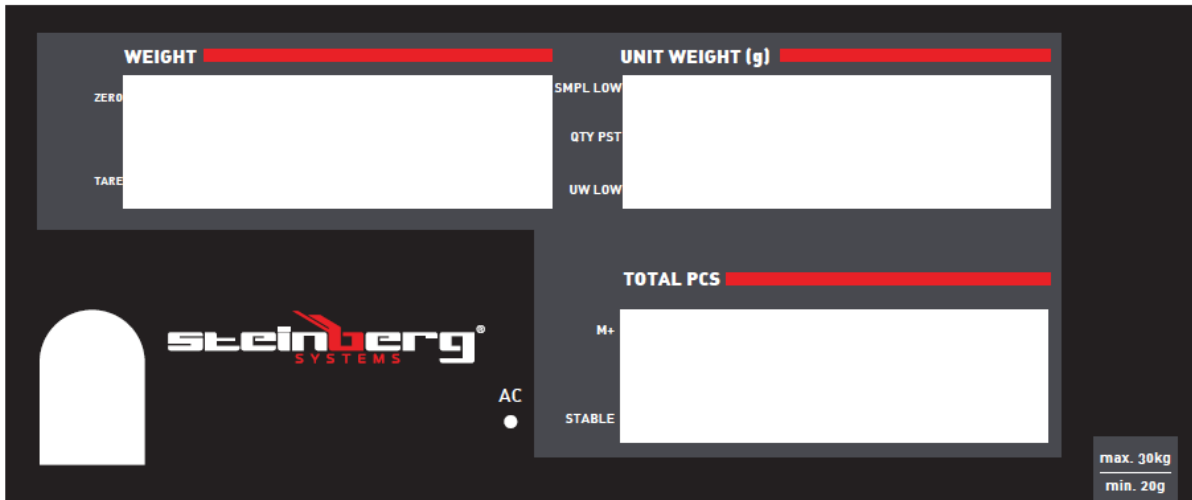 WEIGHT
ZERO
TARE
UNIT WEIGHT (g)
SMPL LOW
QTY PST
UW LOW
TOTAL PCS
M+
STABLE
steinberg®
SYSTEMS
AC
max. 30kg
min. 20g